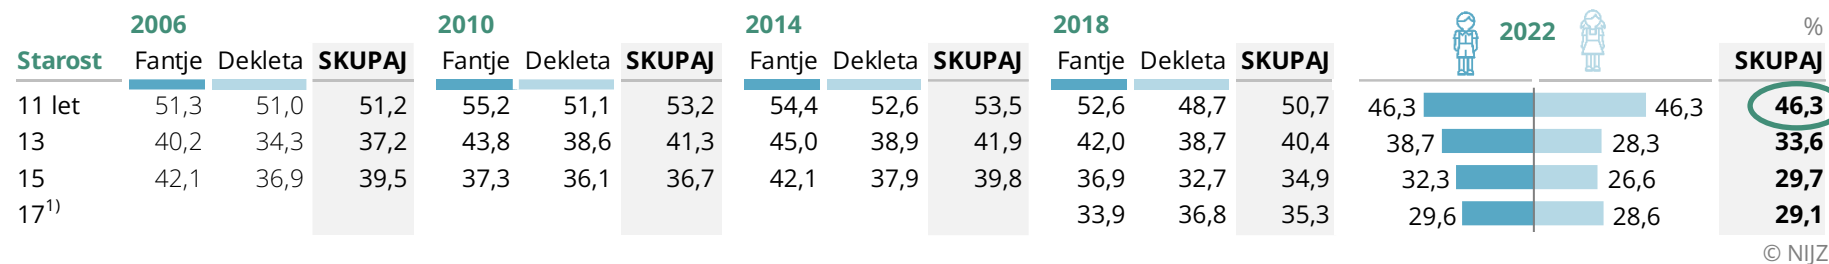 2006 2010 2014 2018 2022 %
Starost Fantje Dekleta SKUPAJ Fantje Dekleta SKUPAJ Fantje Dekleta SKUPAJ Fantje Dekleta SKUPAJ SKUPAJ
11 let 51,3 51,0 51,2 55,2 51,1 53,2 54,4 52,6 53,5 52,6 48,7 50,7 46,3 46,3 46,3
13 40,2 34,3 37,2 43,8 38,6 41,3 45,0 38,9 41,9 42,0 38,7 40,4 38,7 28,3 33,6
15 42,1 36,9 39,5 37,3 36,1 36,7 42,1 37,9 39,8 36,9 32,7 34,9 32,3 26,6 29,7
17¹⁾ 33,9 36,8 35,3 29,6 28,6 29,1
© NIJZ